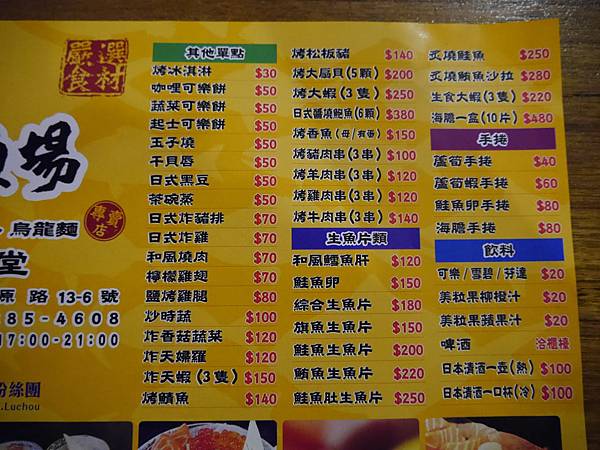 嚴選
食材
場
烏龍麵
專賣店
堂
原 路 13-6 號
285-4608
17:00-21:00
粉絲團
.Luchou
其他單點
烤冰淇淋 $30
咖哩可樂餅 $50
蔬菜可樂餅 $50
起士可樂餅 $50
玉子燒 $50
干貝唇 $50
日式黑豆 $50
茶碗蒸 $50
日式炸豬排 $70
日式炸雞 $70
和風燒肉 $70
檸檬雞翅 $70
鹽烤雞腿 $80
炒時蔬 $100
炸香菇蔬菜 $120
炸天婦羅 $120
炸天蝦(3隻) $150
烤鯖魚 $140
烤松板豬 $140
烤大扇貝(5顆) $200
烤大蝦(3隻) $250
日式醬燒鮑魚(6顆) $380
烤香魚(母/有蛋) $150
烤豬肉串(3串) $100
烤羊肉串(3串) $120
烤雞肉串(3串) $120
烤牛肉串(3串) $140
生魚片類
和風鱈魚肝 $120
鮭魚卵 $150
綜合生魚片 $180
旗魚生魚片 $150
鮭魚生魚片 $200
鮪魚生魚片 $220
鮭魚肚生魚片 $250
炙燒鮭魚 $250
炙燒鮪魚沙拉 $280
生食大蝦(3隻) $220
海膽一盒(10片) $480
手捲
蘆筍手捲 $40
蘆筍蝦手捲 $60
鮭魚卵手捲 $80
海膽手捲 $80
飲料
可樂/雪碧/芬達 $20
美粒果柳橙汁 $20
美粒果蘋果汁 $20
啤酒 洽櫃檯
日本清酒一壺(熱) $100
日本清酒一口杯(冷) $100